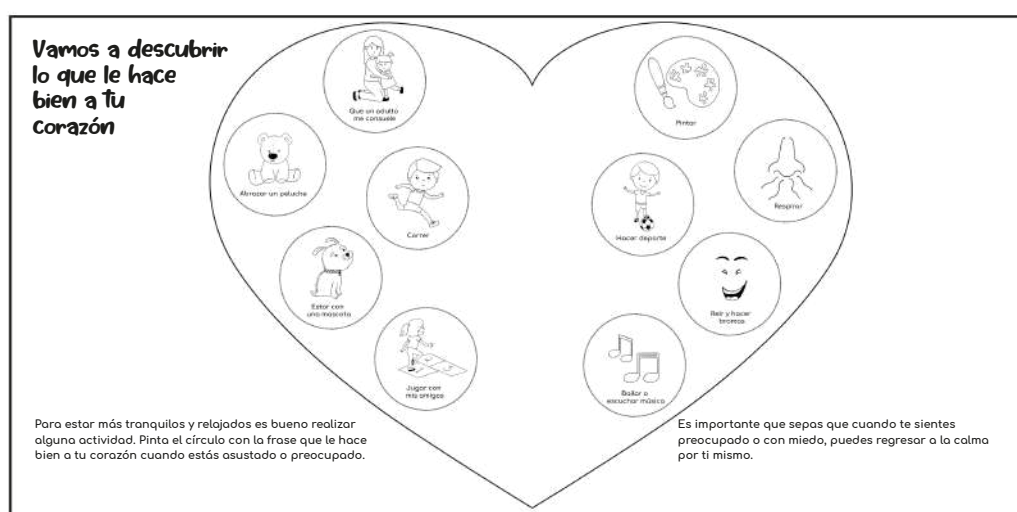 Vamos a descubrir
lo que le hace
bien a tu
corazón
Que un adulto
me consuele
Pintar
Abrazar un peluche
Correr
Hacer deporte
Respirar
Estar con
una mascota
Reír y hacer
bromas
Jugar con
mis amigos
Bailar o
escuchar música
Para estar más tranquilos y relajados es bueno realizar
alguna actividad. Pinta el círculo con la frase que le hace
bien a tu corazón cuando estás asustado o preocupado.
Es importante que sepas que cuando te sientes
preocupado o con miedo, puedes regresar a la calma
por ti mismo.